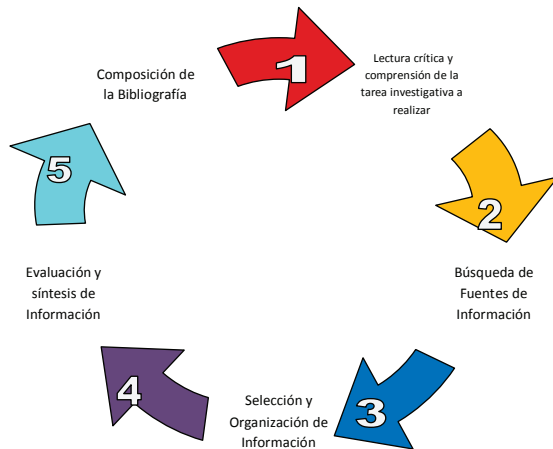 1
Lectura crítica y
comprensión de la
tarea investigativa a
realizar
2
Búsqueda de
Fuentes de
Información
3
Selección y
Organización de
Información
4
Evaluación y
síntesis de
Información
5
Composición de
la Bibliografía